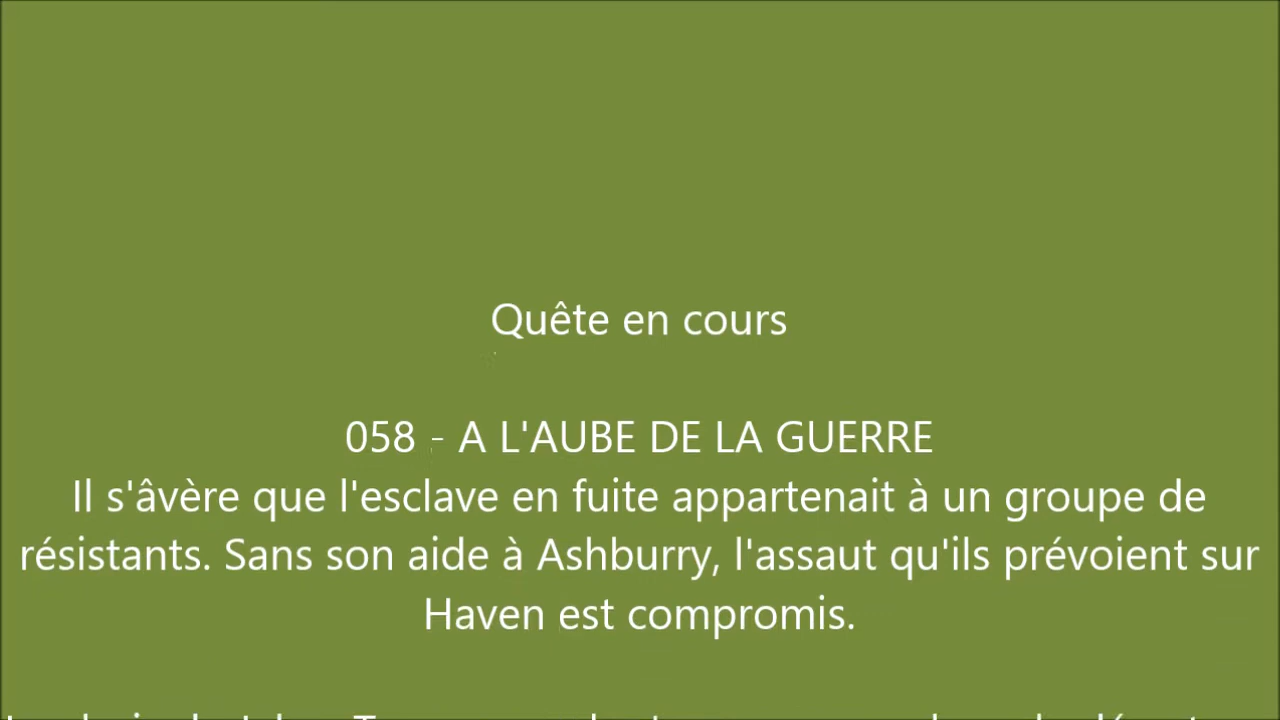 Quête en cours
058 - A L'AUBE DE LA GUERRE
Il s'âvère que l'esclave en fuite appartenait à un groupe de
résistants. Sans son aide à Ashburry, l'assaut qu'ils prévoient sur
Haven est compromis.